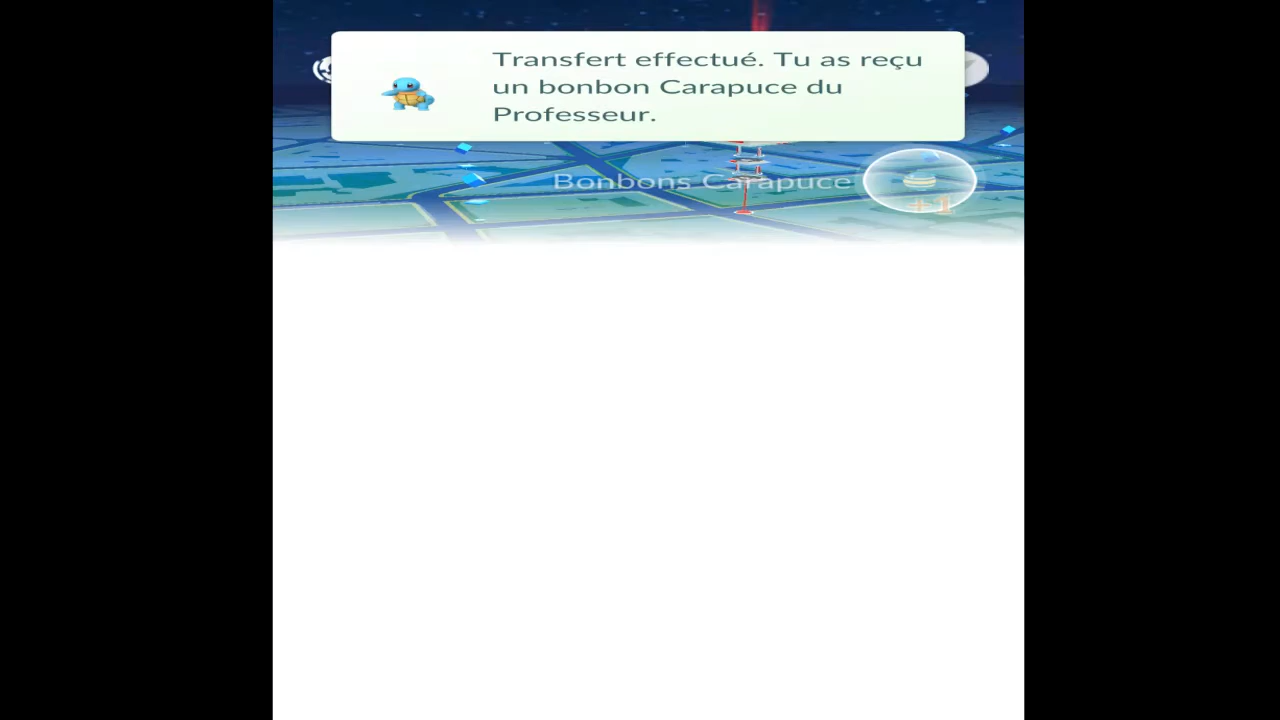 Transfert effectué. Tu as reçu
un bonbon Carapuce du
Professeur.
Bonbons Carapuce